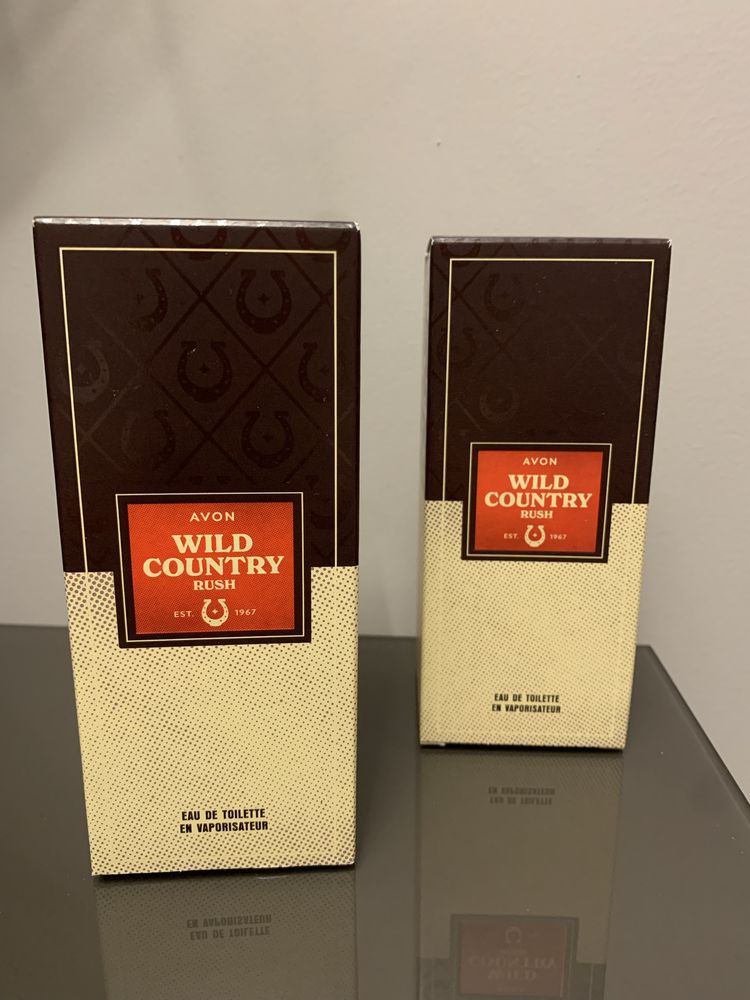 AVON
WILD
COUNTRY
RUSH
EST. 1967
EAU DE TOILETTE
EN VAPORISATEUR
AVON
WILD
COUNTRY
RUSH
EST. 1967
EAU DE TOILETTE
EN VAPORISATEUR